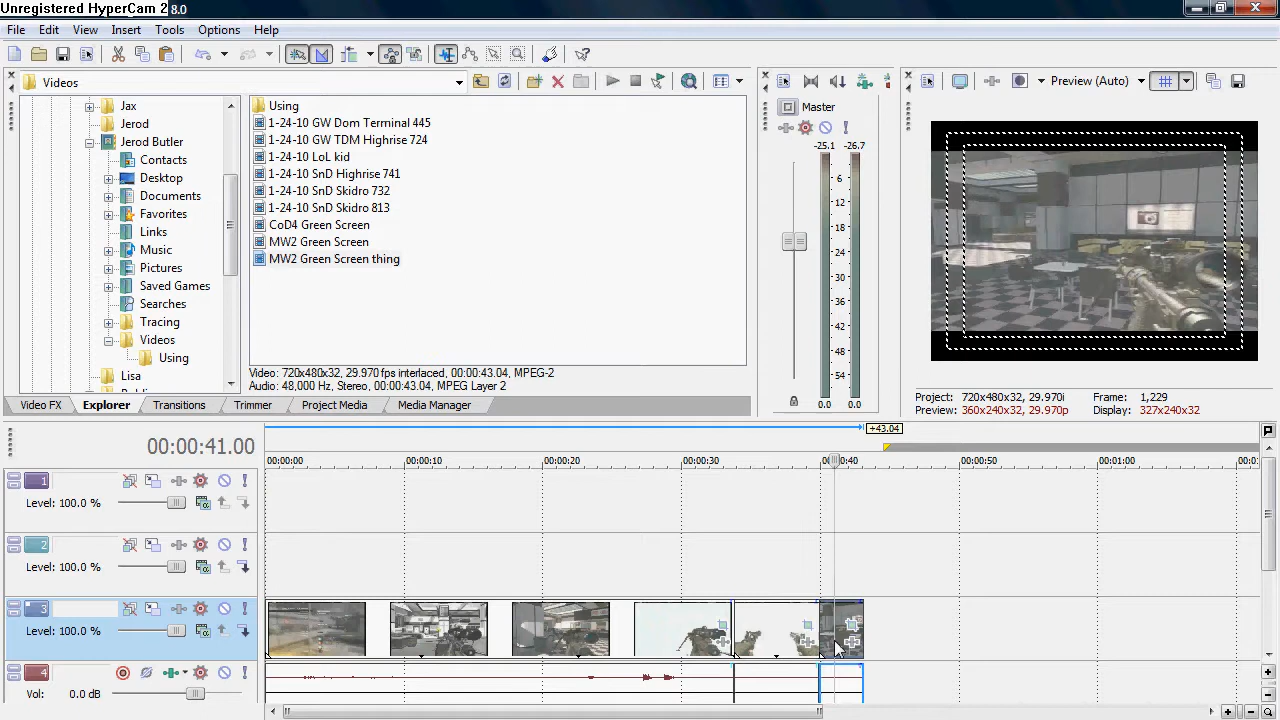 Unregistered HyperCam 2 8.0
File Edit View Insert Tools Options Help
Videos
Jax
Jerod
Jerod Butler
Contacts
Desktop
Documents
Favorites
Links
Music
Pictures
Saved Games
Searches
Tracing
Videos
Using
Lisa
Using
1-24-10 GW Dom Terminal 445
1-24-10 GW TDM Highrise 724
1-24-10 LoL kid
1-24-10 SnD Highrise 741
1-24-10 SnD Skidro 732
1-24-10 SnD Skidro 813
CoD4 Green Screen
MW2 Green Screen
MW2 Green Screen thing
Video: 720x480x32, 29.970 fps interlaced, 00:00:43.04, MPEG-2
Audio: 48,000 Hz, Stereo, 00:00:43.04, MPEG Layer 2
Video FX Explorer Transitions Trimmer Project Media Media Manager
Master
-25.1 -26.7
6
12
18
24
30
36
42
48
54
0.0 0.0
Preview (Auto)
Project: 720x480x32, 29.970i Frame: 1,229
Preview: 360x240x32, 29.970p Display: 327x240x32
00:00:41.00
+43.04
00:00:00 00:00:10 00:00:20 00:00:30 00:00:40 00:00:50 00:01:00
1
Level: 100.0 %
2
Level: 100.0 %
3
Level: 100.0 %
4
Vol: 0.0 dB